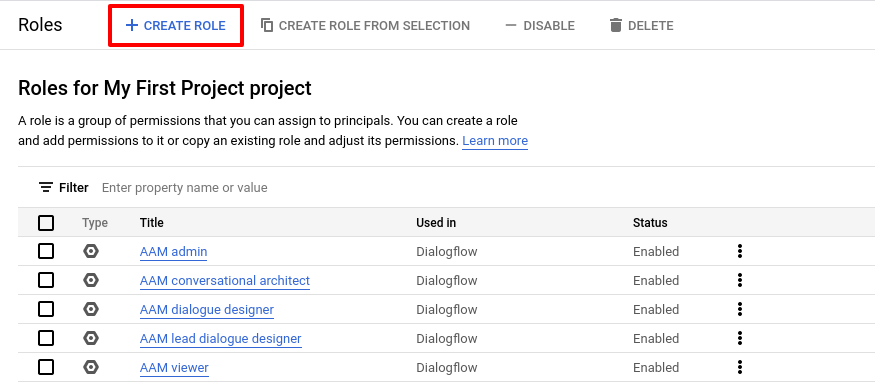 Roles
CREATE ROLE
CREATE ROLE FROM SELECTION
DISABLE
DELETE
Roles for My First Project project
A role is a group of permissions that you can assign to principals. You can create a role
and add permissions to it or copy an existing role and adjust its permissions. Learn more
Filter Enter property name or value
Type Title Used in Status
AAM admin Dialogflow Enabled
AAM conversational architect Dialogflow Enabled
AAM dialogue designer Dialogflow Enabled
AAM lead dialogue designer Dialogflow Enabled
AAM viewer Dialogflow Enabled